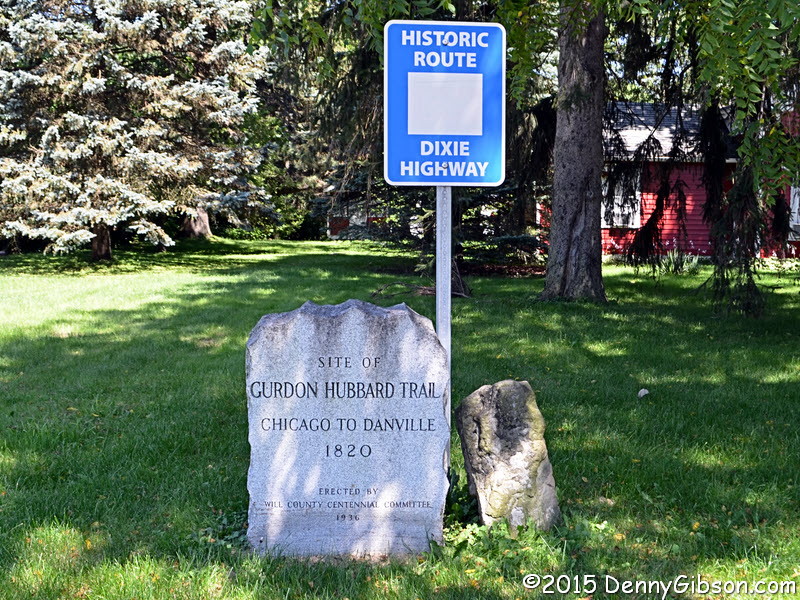 HISTORIC
ROUTE
DIXIE
HIGHWAY
SITE OF
GURDON HUBBARD TRAIL
CHICAGO TO DANVILLE
1820
ERECTED BY
WILL COUNTY CENTENNIAL COMMITTEE
1936
©2015 DennyGibson.com